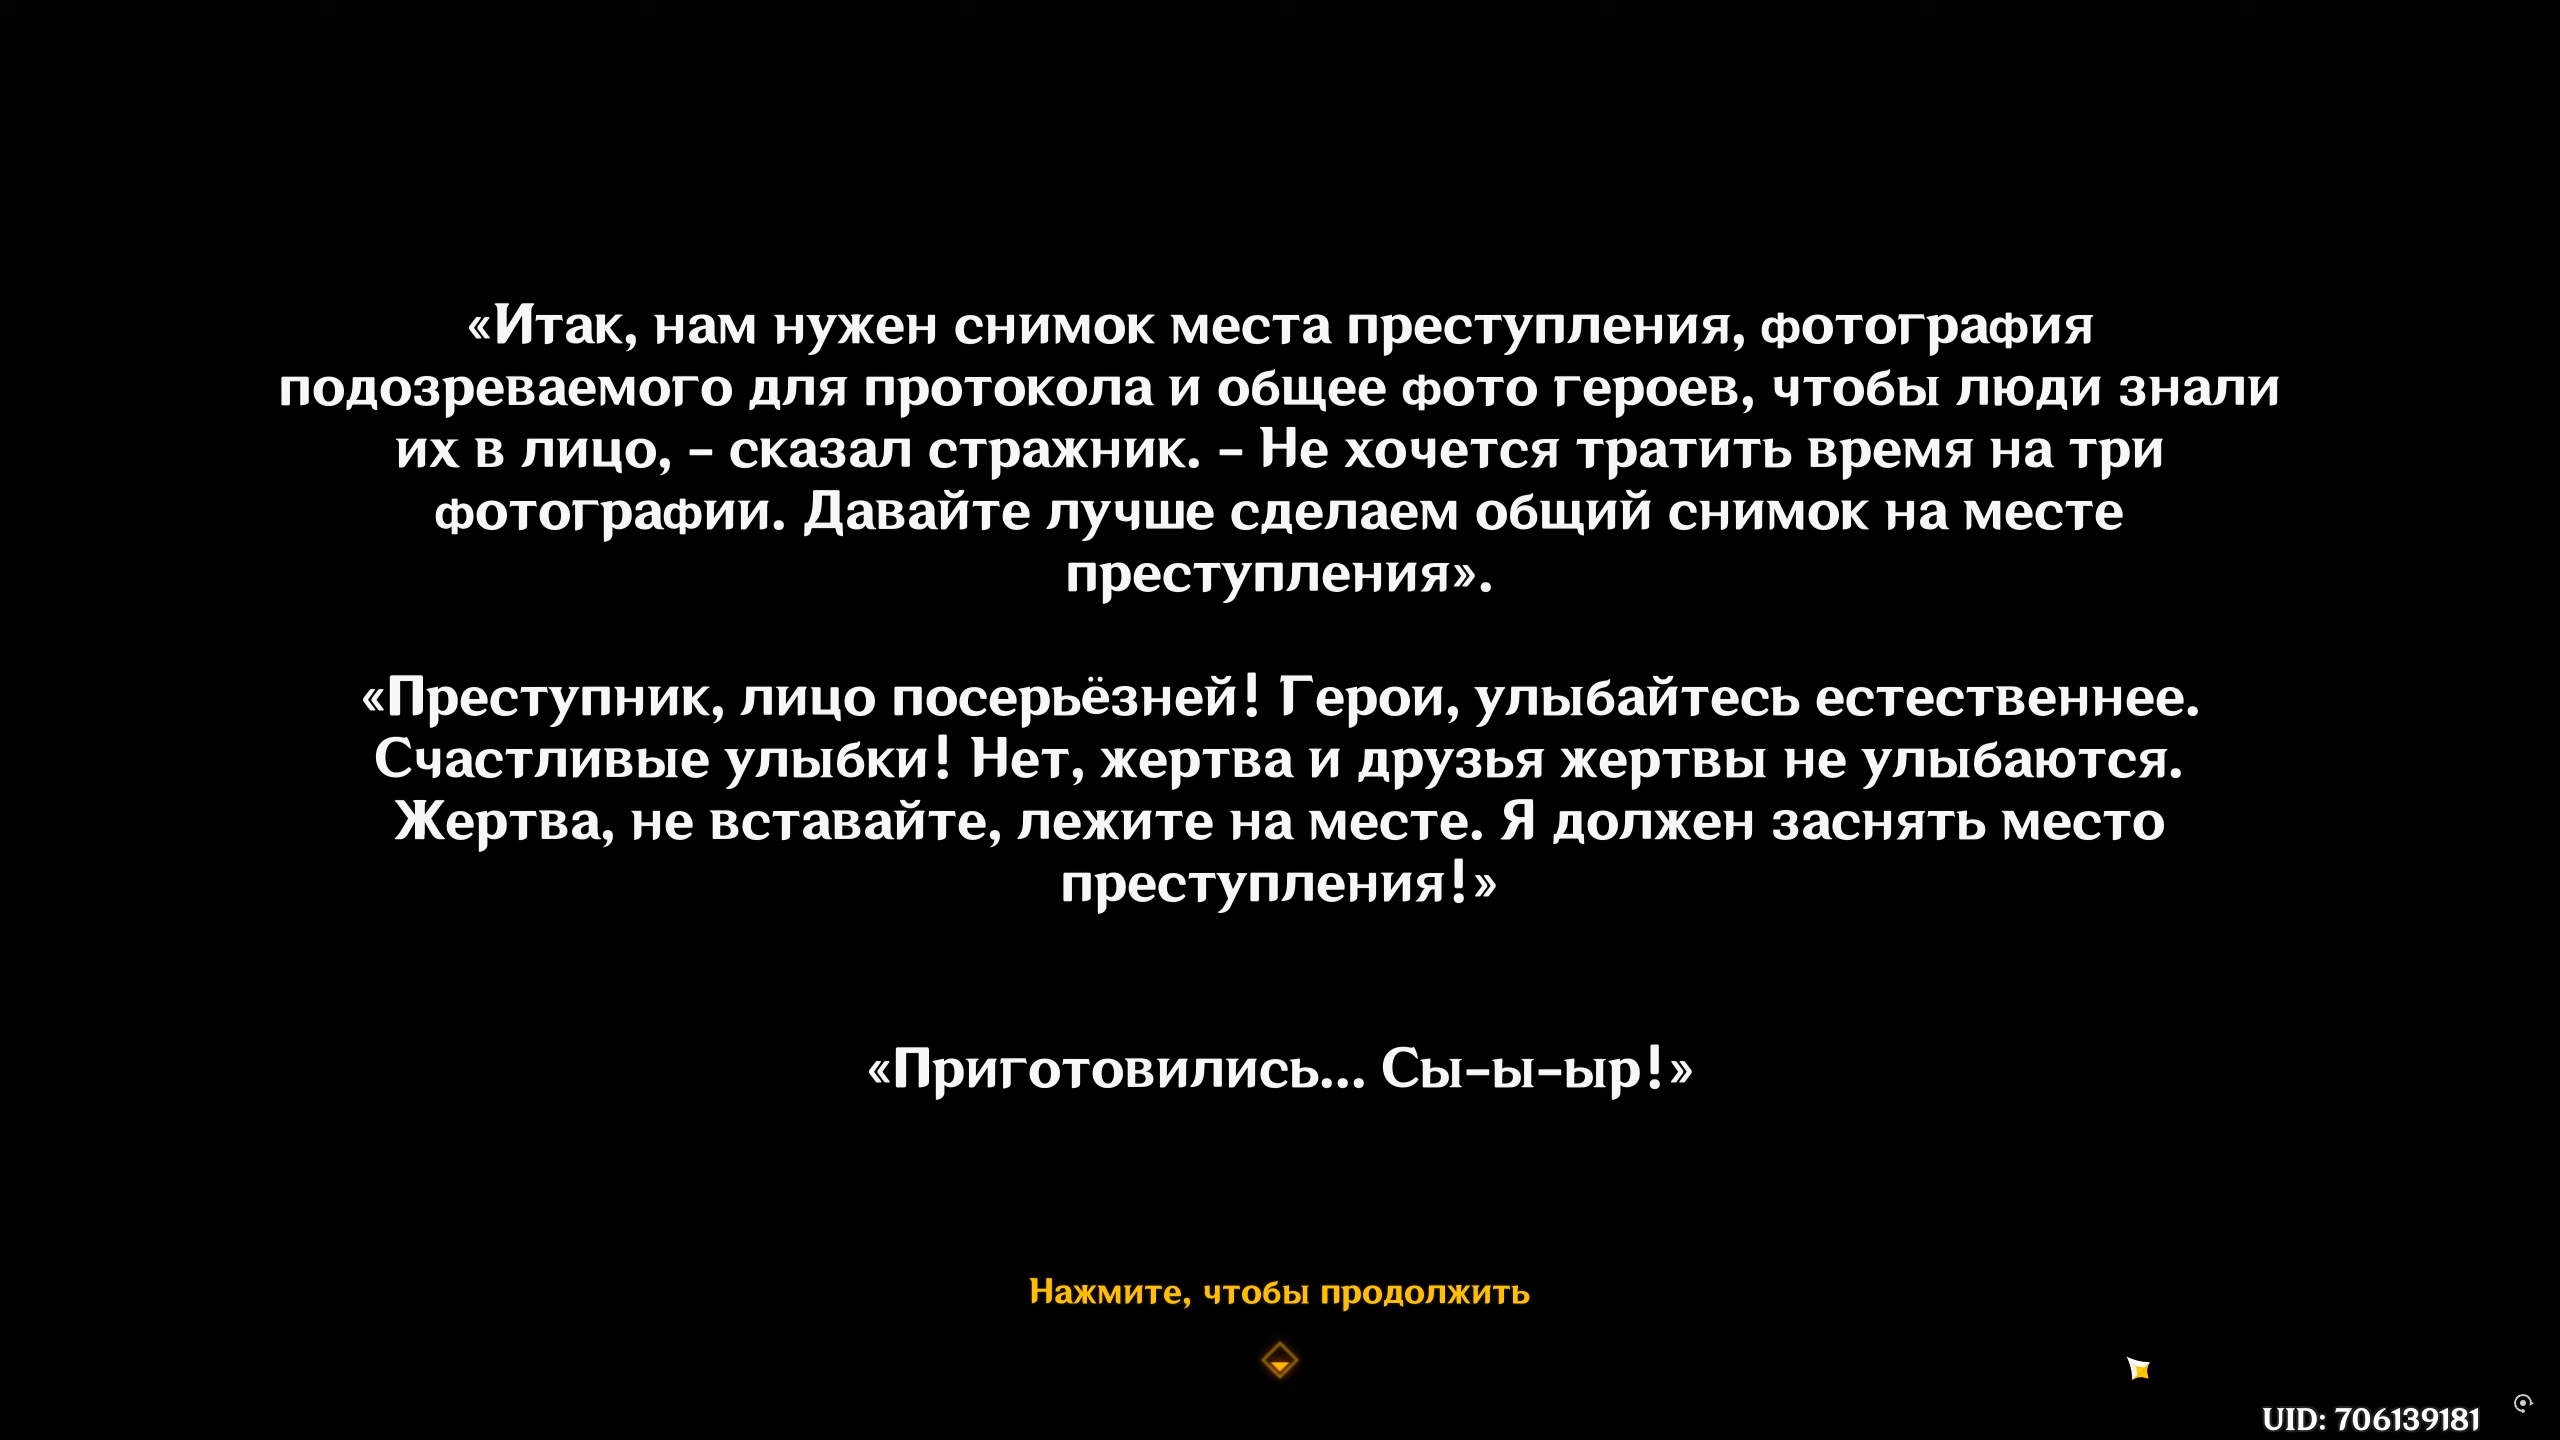 «Итак, нам нужен снимок места преступления, фотография
подозреваемого для протокола и общее фото героев, чтобы люди знали
их в лицо, – сказал стражник. – Не хочется тратить время на три
фотографии. Давайте лучше сделаем общий снимок на месте
преступления».
«Преступник, лицо посерьёзней! Герои, улыбайтесь естественнее.
Счастливые улыбки! Нет, жертва и друзья жертвы не улыбаются.
Жертва, не вставайте, лежите на месте. Я должен заснять место
преступления!»
«Приготовились... Сы-ы-ыр!»
Нажмите, чтобы продолжить
UID: 706139181